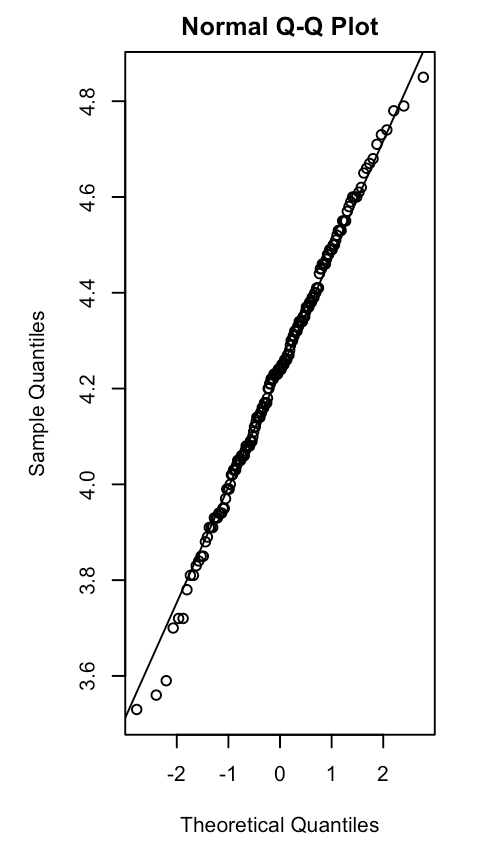 Normal Q-Q Plot
Sample Quantiles
4.8
4.6
4.4
4.2
4.0
3.8
3.6
-2 -1 0 1 2
Theoretical Quantiles